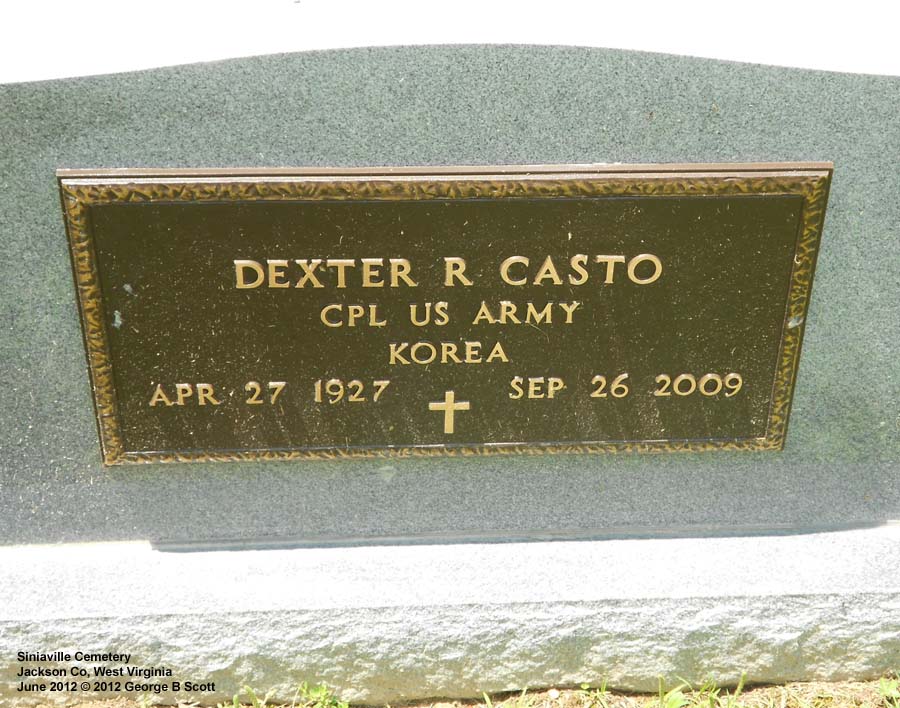 DEXTER R CASTO
CPL US ARMY
KOREA
APR 27 1927 SEP 26 2009
Siniaville Cemetery
Jackson Co, West Virginia
June 2012 © 2012 George B Scott